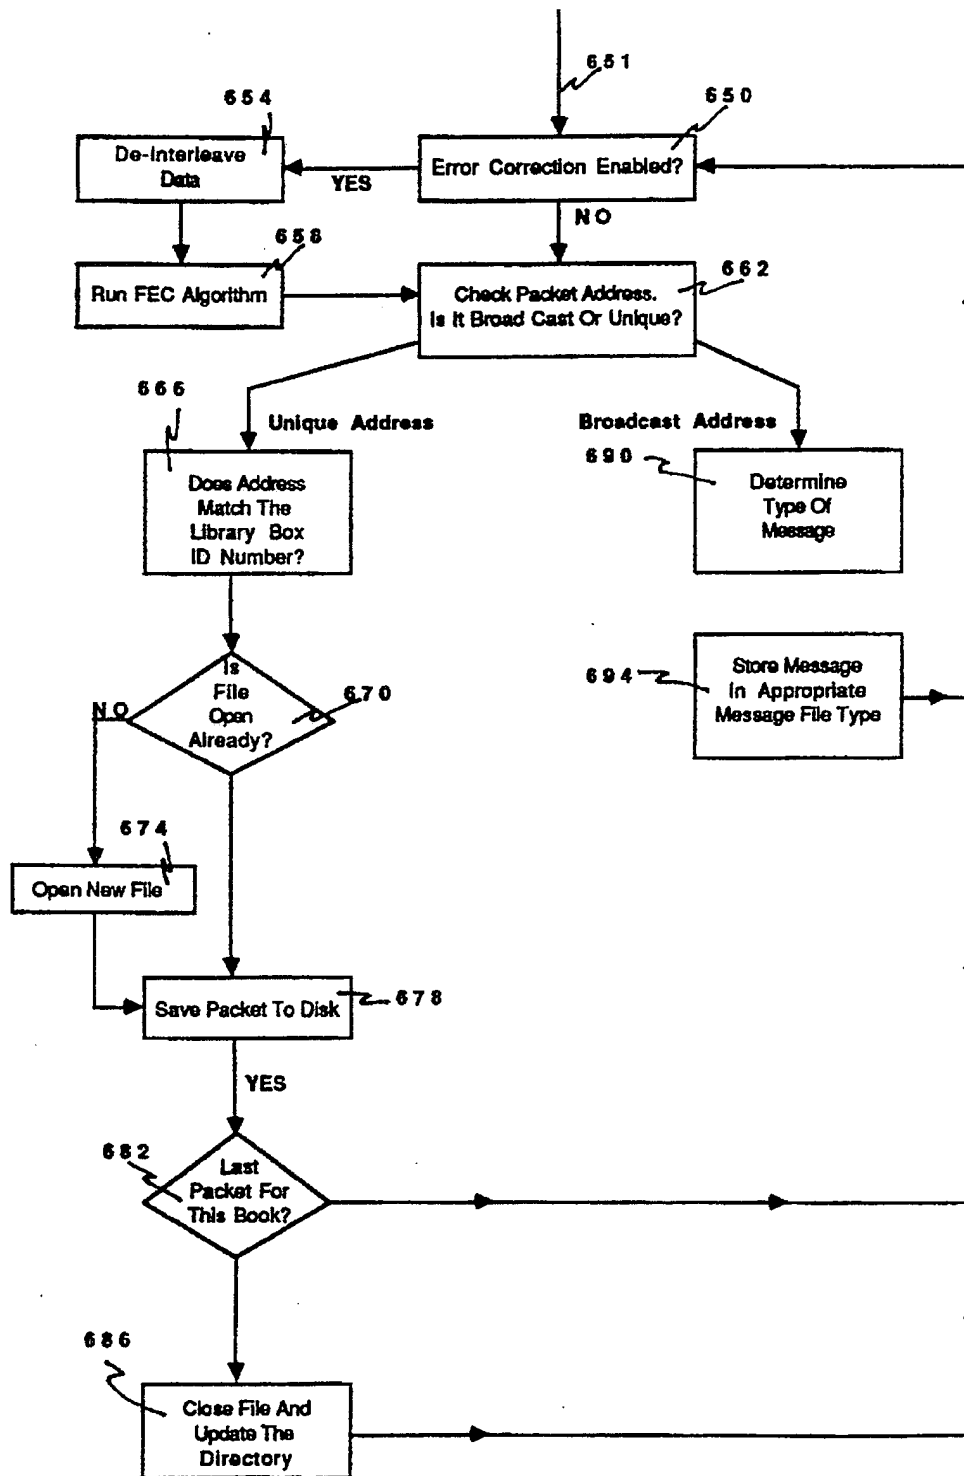 651
654
650
De-Interleave
Data
YES
Error Correction Enabled?
NO
658
Run FEC Algorithm
662
Check Packet Address.
Is It Broad Cast Or Unique?
666
Unique Address
Broadcast Address
690
Does Address
Match The
Library Box
ID Number?
Determine
Type Of
Message
Is
File
Open
Already?
670
NO
694
Store Message
In Appropriate
Message File Type
674
Open New File
Save Packet To Disk
678
YES
682
Last
Packet For
This Book?
686
Close File And
Update The
Directory